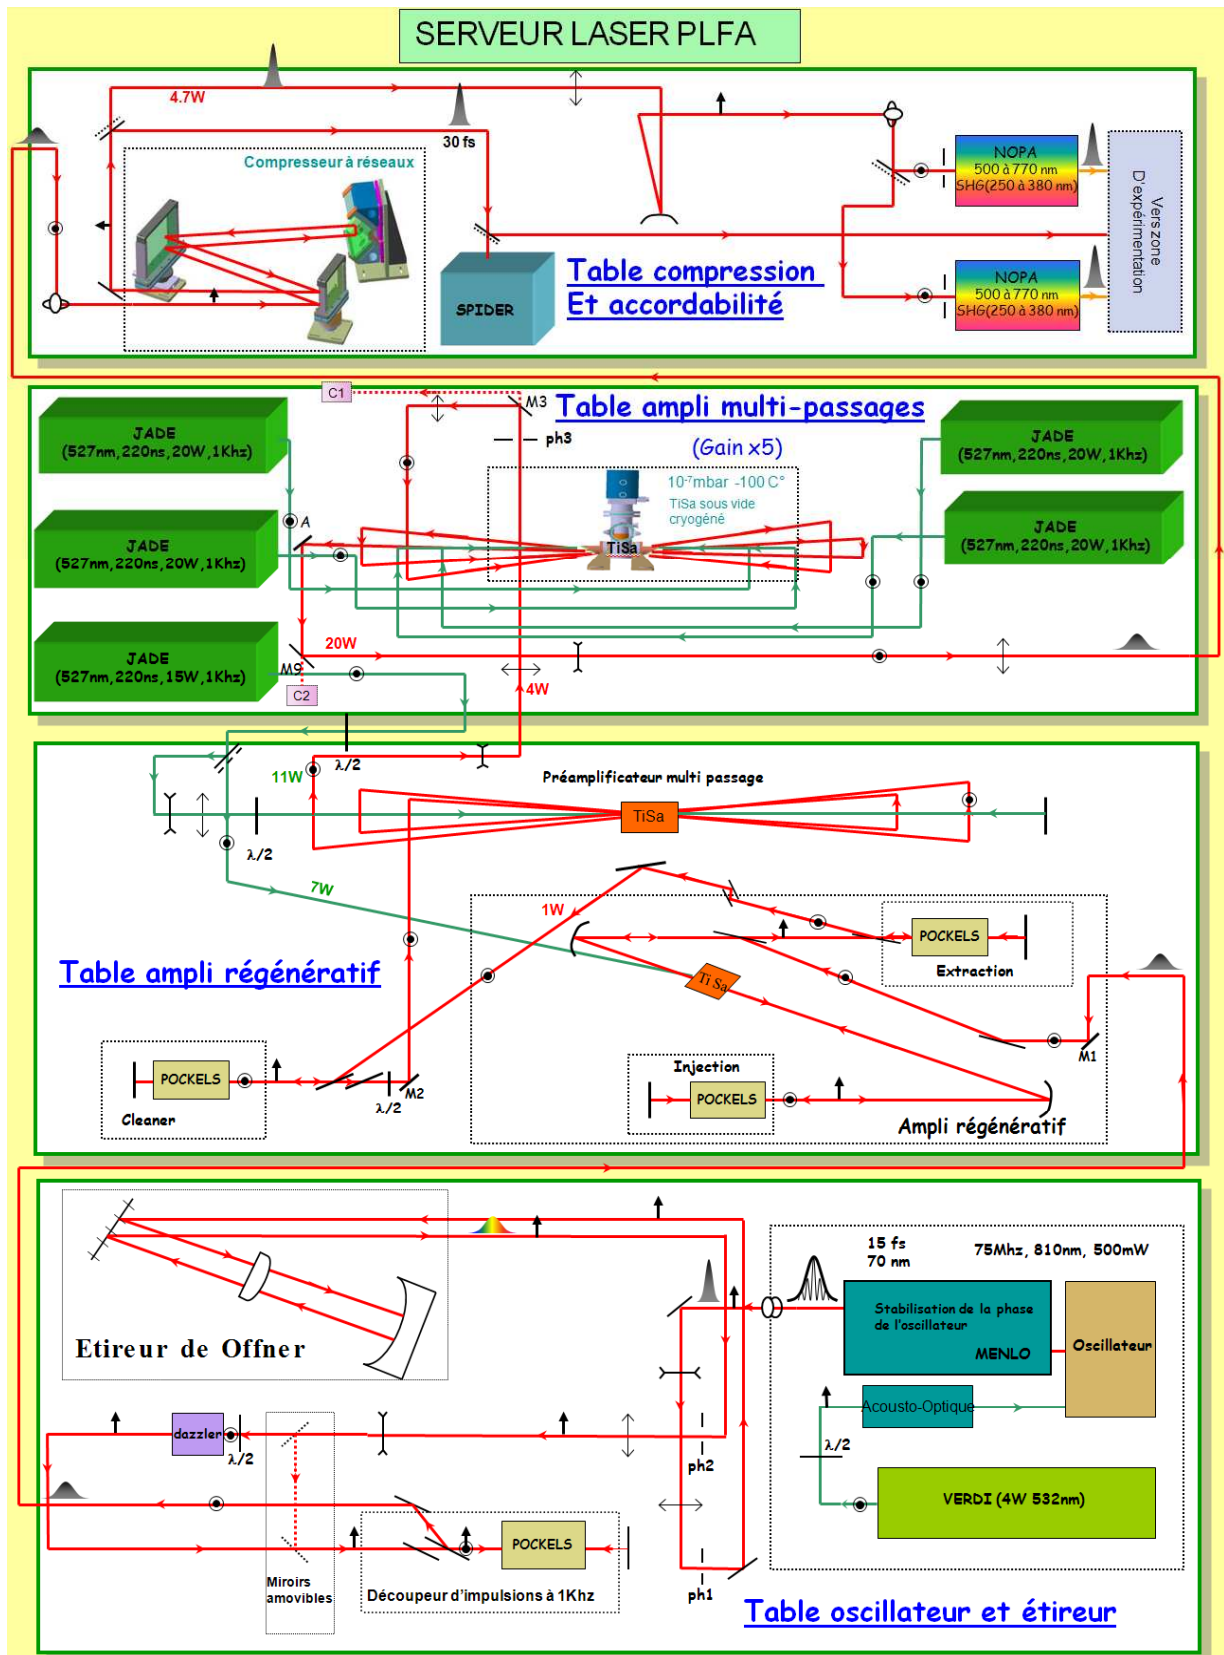 SERVEUR LASER PLFA
4.7W
30 fs
Compresseur à réseaux
SPIDER
Table compression
Et accordabilité
NOPA
500 à 770 nm
SHG(250 à 380 nm)
NOPA
500 à 770 nm
SHG(250 à 380 nm)
Vers zone
D'expérimentation
C1
M3
Table ampli multi-passages
(Gain x5)
ph3
JADE
(527nm,220ns,20W,1Khz)
JADE
(527nm,220ns,20W,1Khz)
JADE
(527nm,220ns,15W,1Khz)
JADE
(527nm,220ns,20W,1Khz)
JADE
(527nm,220ns,20W,1Khz)
10-7mbar -100 C°
TiSa sous vide
cryogéné
TiSa
A
20W
M9
C2
4W
λ/2
11W
Préamplificateur multi passage
TiSa
λ/2
7W
1W
POCKELS
Extraction
Ti Sa
Table ampli régénératif
M1
Injection
POCKELS
Ampli régénératif
POCKELS
Cleaner
λ/2
M2
15 fs
70 nm
75Mhz, 810nm, 500mW
Stabilisation de la phase
de l'oscillateur
MENLO
Oscillateur
Etireur de Offner
Acousto-Optique
λ/2
VERDI (4W 532nm)
dazzler
λ/2
ph2
POCKELS
Miroirs
amovibles
Découpeur d'impulsions à 1Khz
ph1
Table oscillateur et étireur